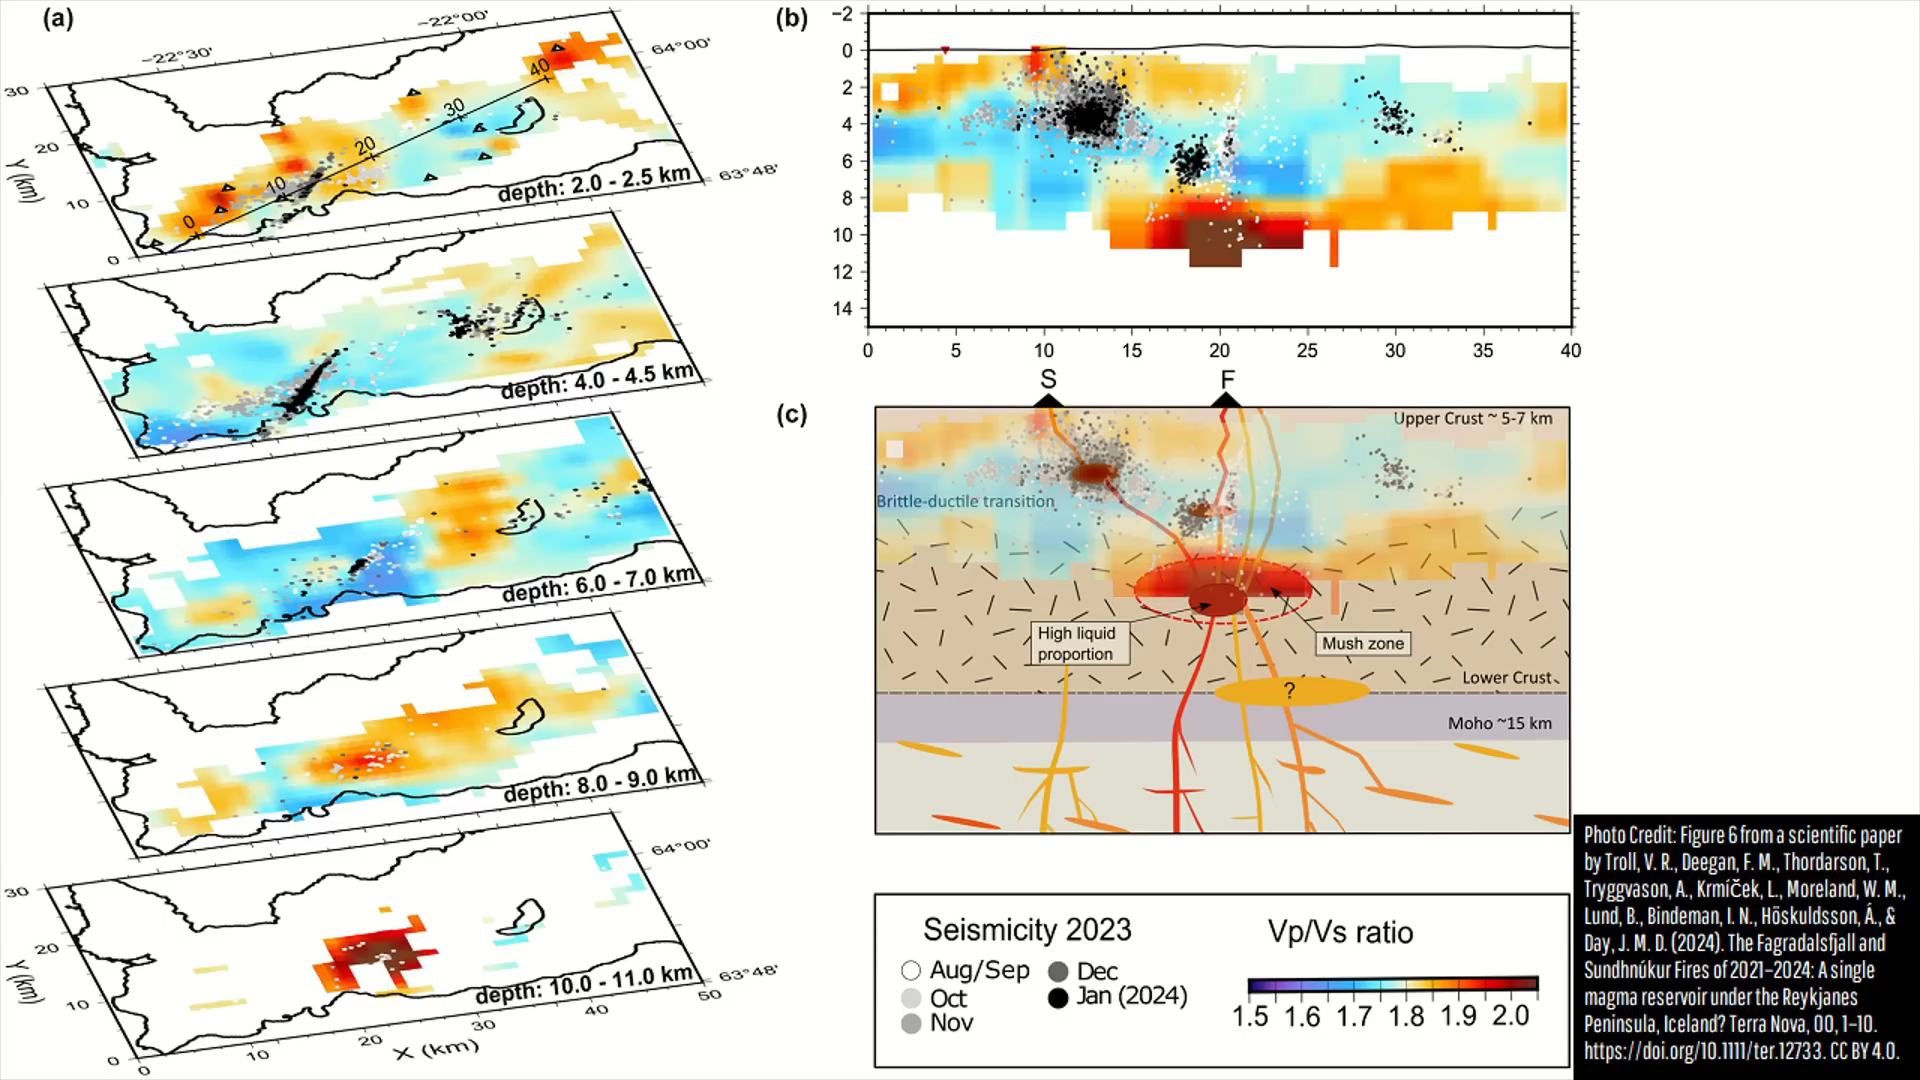 (a)
-22°30'
-22°00'
64°00'
63°48'
30
20
10
0
Y (km)
0
10
20
30
40
depth: 2.0 - 2.5 km
depth: 4.0 - 4.5 km
depth: 6.0 - 7.0 km
depth: 8.0 - 9.0 km
64°00'
63°48'
30
20
10
0
Y (km)
depth: 10.0 - 11.0 km
0
10
20
30
40
50
X (km)
(b)
−2
0
2
4
6
8
10
12
14
0 5 10 15 20 25 30 35 40
S F
(c)
Upper Crust ~ 5-7 km
Brittle-ductile transition
High liquid
proportion
Mush zone
Lower Crust
?
Moho ~15 km
Seismicity 2023
Aug/Sep
Oct
Nov
Dec
Jan (2024)
Vp/Vs ratio
1.5 1.6 1.7 1.8 1.9 2.0
Photo Credit: Figure 6 from a scientific paper
by Troll, V. R., Deegan, F. M., Thordarson, T.,
Tryggvason, A., Krmíček, L., Moreland, W. M.,
Lund, B., Bindeman, I. N., Höskuldsson, Á., &
Day, J. M. D. (2024). The Fagradalsfjall and
Sundhnúkur Fires of 2021–2024: A single
magma reservoir under the Reykjanes
Peninsula, Iceland? Terra Nova, 00, 1–10.
https://doi.org/10.1111/ter.12733. CC BY 4.0.